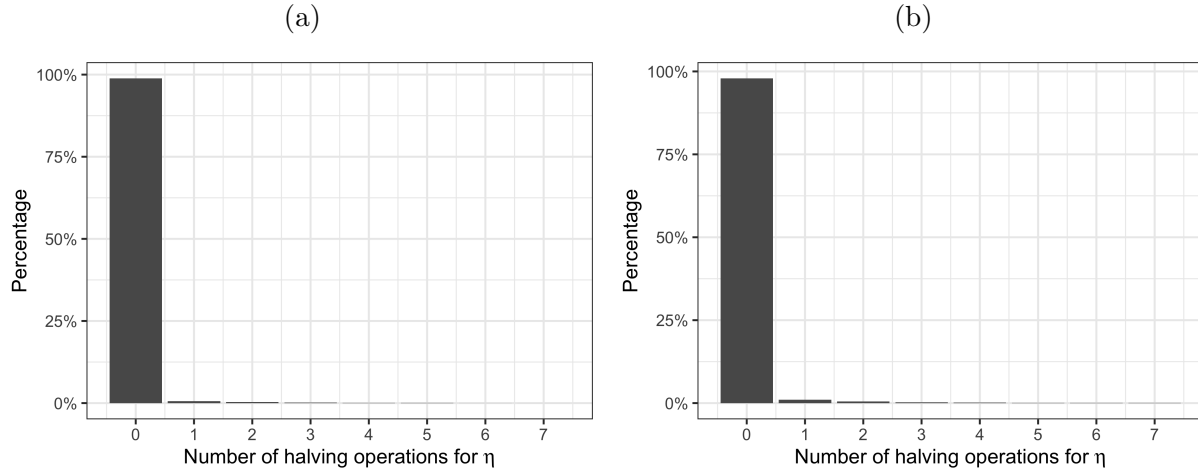 (a)
100%
75%
50%
25%
0%
Percentage
0 1 2 3 4 5 6 7
Number of halving operations for η
(b)
100%
75%
50%
25%
0%
Percentage
0 1 2 3 4 5 6 7
Number of halving operations for η